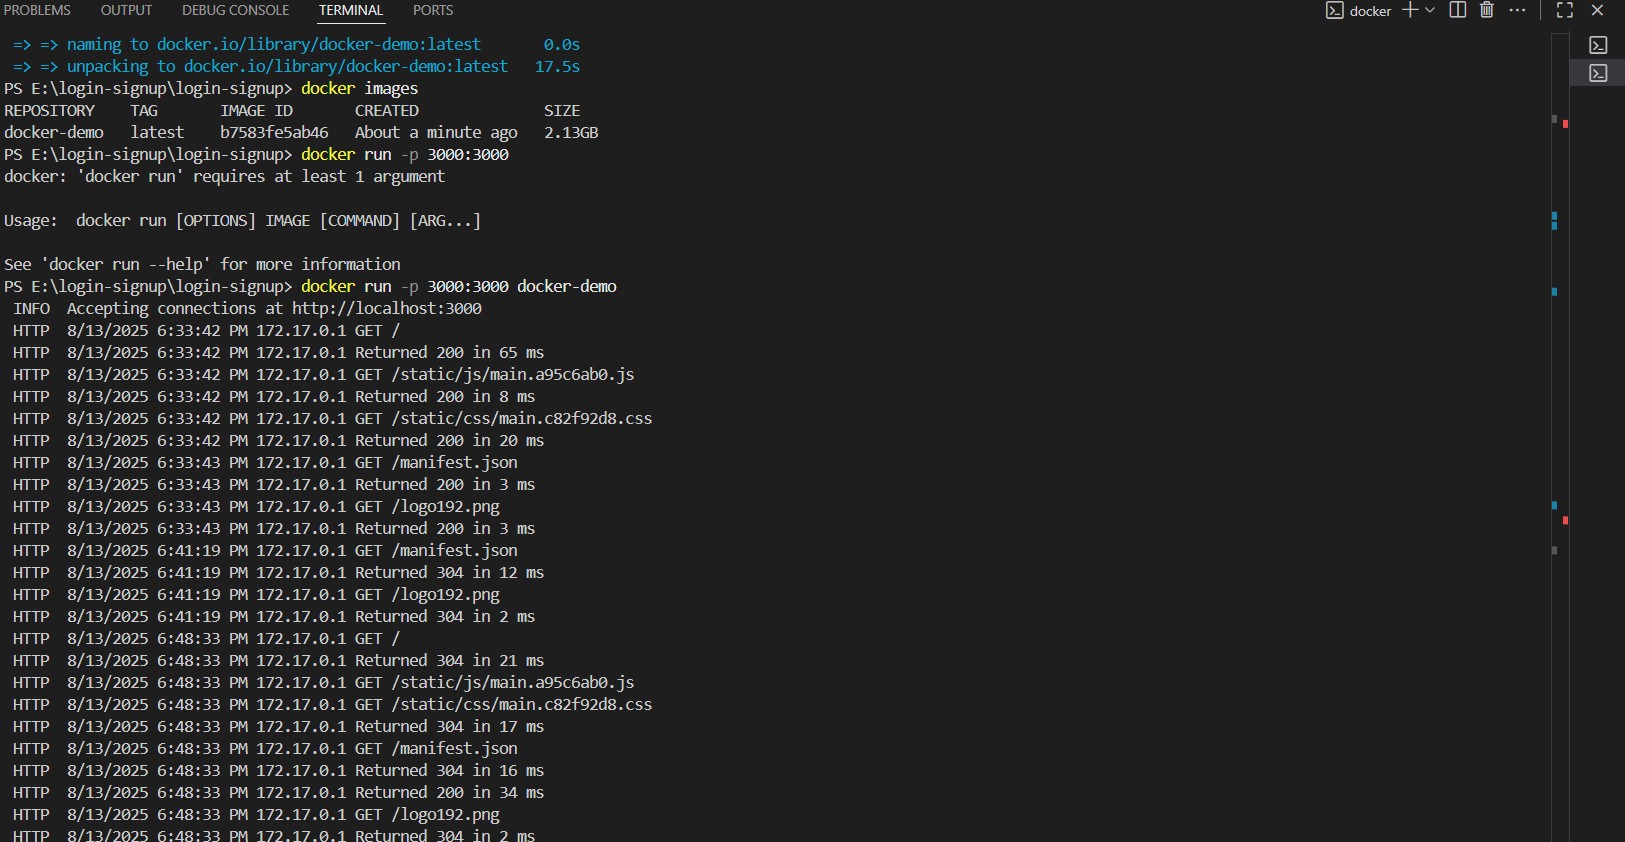 PROBLEMS OUTPUT DEBUG CONSOLE TERMINAL PORTS docker
=> => naming to docker.io/library/docker-demo:latest 0.0s
=> => unpacking to docker.io/library/docker-demo:latest 17.5s
PS E:\login-signup\login-signup> docker images
REPOSITORY TAG IMAGE ID CREATED SIZE
docker-demo latest b7583fe5ab46 About a minute ago 2.13GB
PS E:\login-signup\login-signup> docker run -p 3000:3000
docker: 'docker run' requires at least 1 argument
Usage: docker run [OPTIONS] IMAGE [COMMAND] [ARG...]
See 'docker run --help' for more information
PS E:\login-signup\login-signup> docker run -p 3000:3000 docker-demo
INFO Accepting connections at http://localhost:3000
HTTP 8/13/2025 6:33:42 PM 172.17.0.1 GET /
HTTP 8/13/2025 6:33:42 PM 172.17.0.1 Returned 200 in 65 ms
HTTP 8/13/2025 6:33:42 PM 172.17.0.1 GET /static/js/main.a95c6ab0.js
HTTP 8/13/2025 6:33:42 PM 172.17.0.1 Returned 200 in 8 ms
HTTP 8/13/2025 6:33:42 PM 172.17.0.1 GET /static/css/main.c82f92d8.css
HTTP 8/13/2025 6:33:42 PM 172.17.0.1 Returned 200 in 20 ms
HTTP 8/13/2025 6:33:43 PM 172.17.0.1 GET /manifest.json
HTTP 8/13/2025 6:33:43 PM 172.17.0.1 Returned 200 in 3 ms
HTTP 8/13/2025 6:33:43 PM 172.17.0.1 GET /logo192.png
HTTP 8/13/2025 6:33:43 PM 172.17.0.1 Returned 200 in 3 ms
HTTP 8/13/2025 6:41:19 PM 172.17.0.1 GET /manifest.json
HTTP 8/13/2025 6:41:19 PM 172.17.0.1 Returned 304 in 12 ms
HTTP 8/13/2025 6:41:19 PM 172.17.0.1 GET /logo192.png
HTTP 8/13/2025 6:41:19 PM 172.17.0.1 Returned 304 in 2 ms
HTTP 8/13/2025 6:48:33 PM 172.17.0.1 GET /
HTTP 8/13/2025 6:48:33 PM 172.17.0.1 Returned 304 in 21 ms
HTTP 8/13/2025 6:48:33 PM 172.17.0.1 GET /static/js/main.a95c6ab0.js
HTTP 8/13/2025 6:48:33 PM 172.17.0.1 GET /static/css/main.c82f92d8.css
HTTP 8/13/2025 6:48:33 PM 172.17.0.1 Returned 304 in 17 ms
HTTP 8/13/2025 6:48:33 PM 172.17.0.1 GET /manifest.json
HTTP 8/13/2025 6:48:33 PM 172.17.0.1 Returned 304 in 16 ms
HTTP 8/13/2025 6:48:33 PM 172.17.0.1 Returned 200 in 34 ms
HTTP 8/13/2025 6:48:33 PM 172.17.0.1 GET /logo192.png
HTTP 8/13/2025 6:48:33 PM 172.17.0.1 Returned 304 in 2 ms